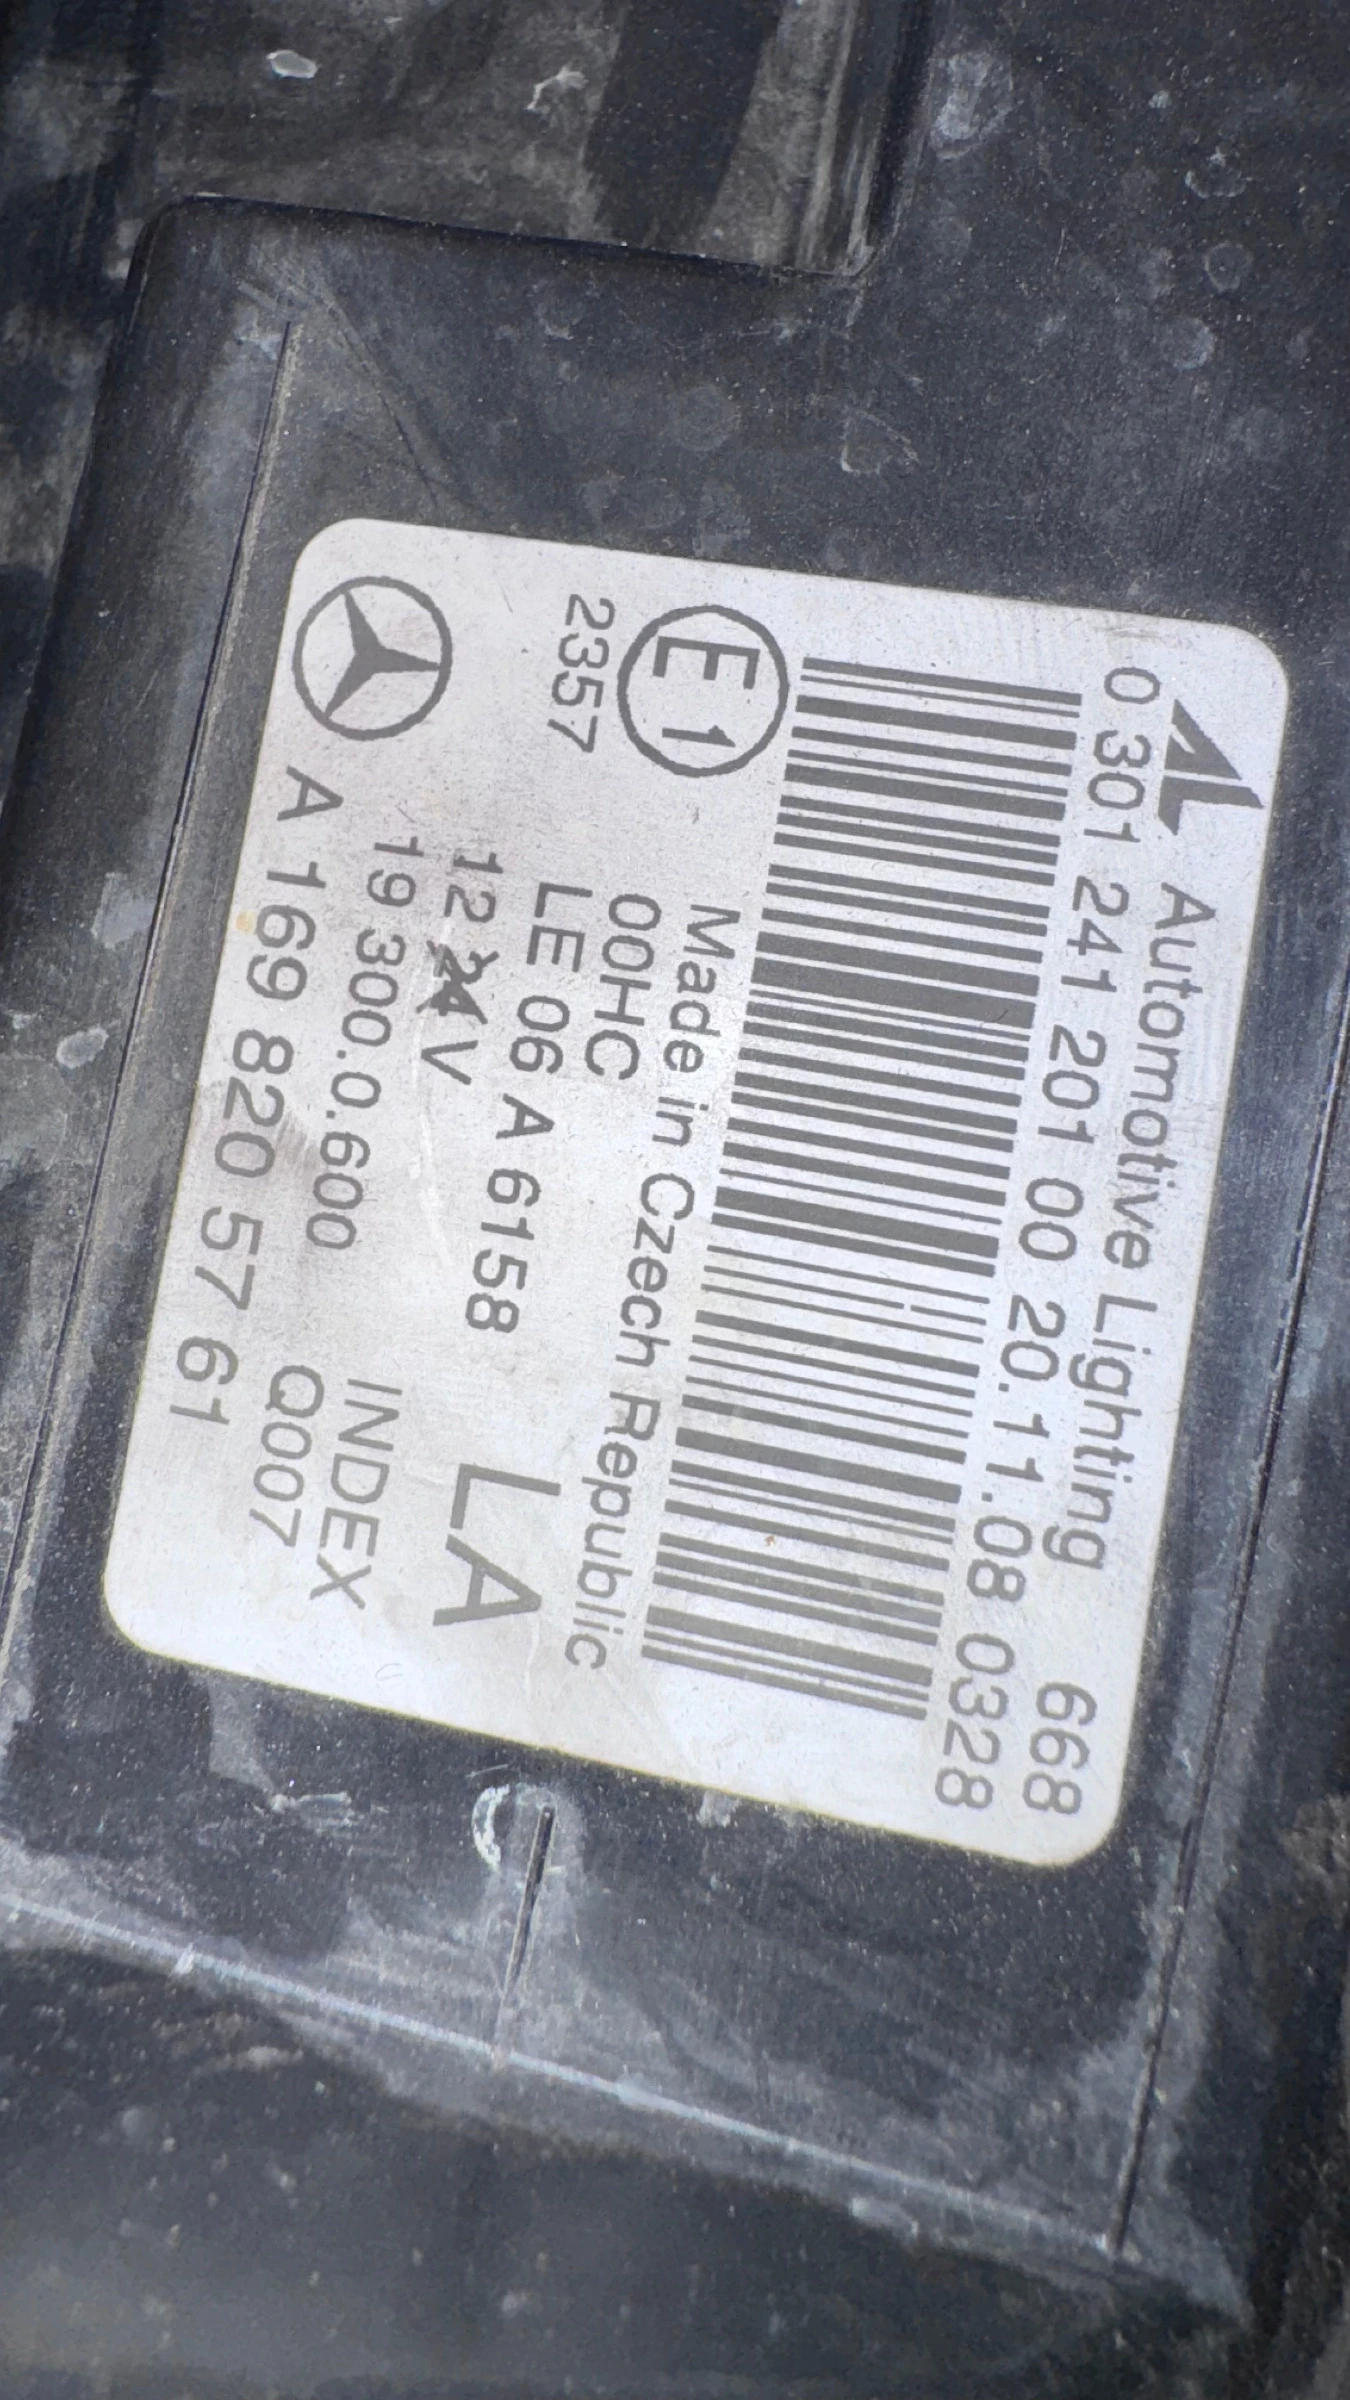 AL Automotive Lighting 668
0 301 241 201 00 20.11.08 0328
E1 Made in Czech Republic
2357 00HC
LE 06 A 6158 LA
12 24 V
19 300.0.600 INDEX
Q007
A 169 820 57 61